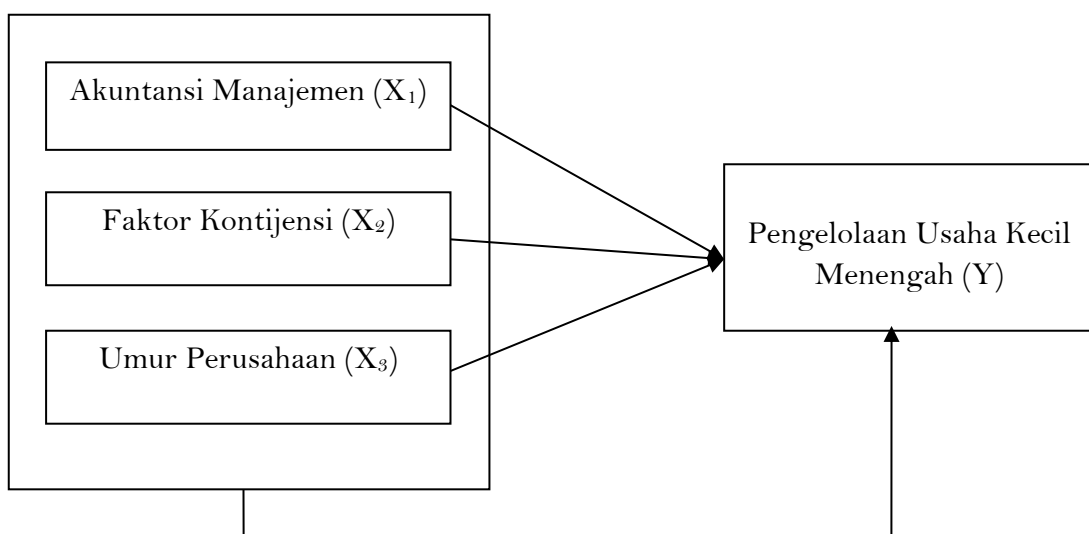 Akuntansi Manajemen (X₁)
Faktor Kontijensi (X₂)
Umur Perusahaan (X₃)
Pengelolaan Usaha Kecil
Menengah (Y)